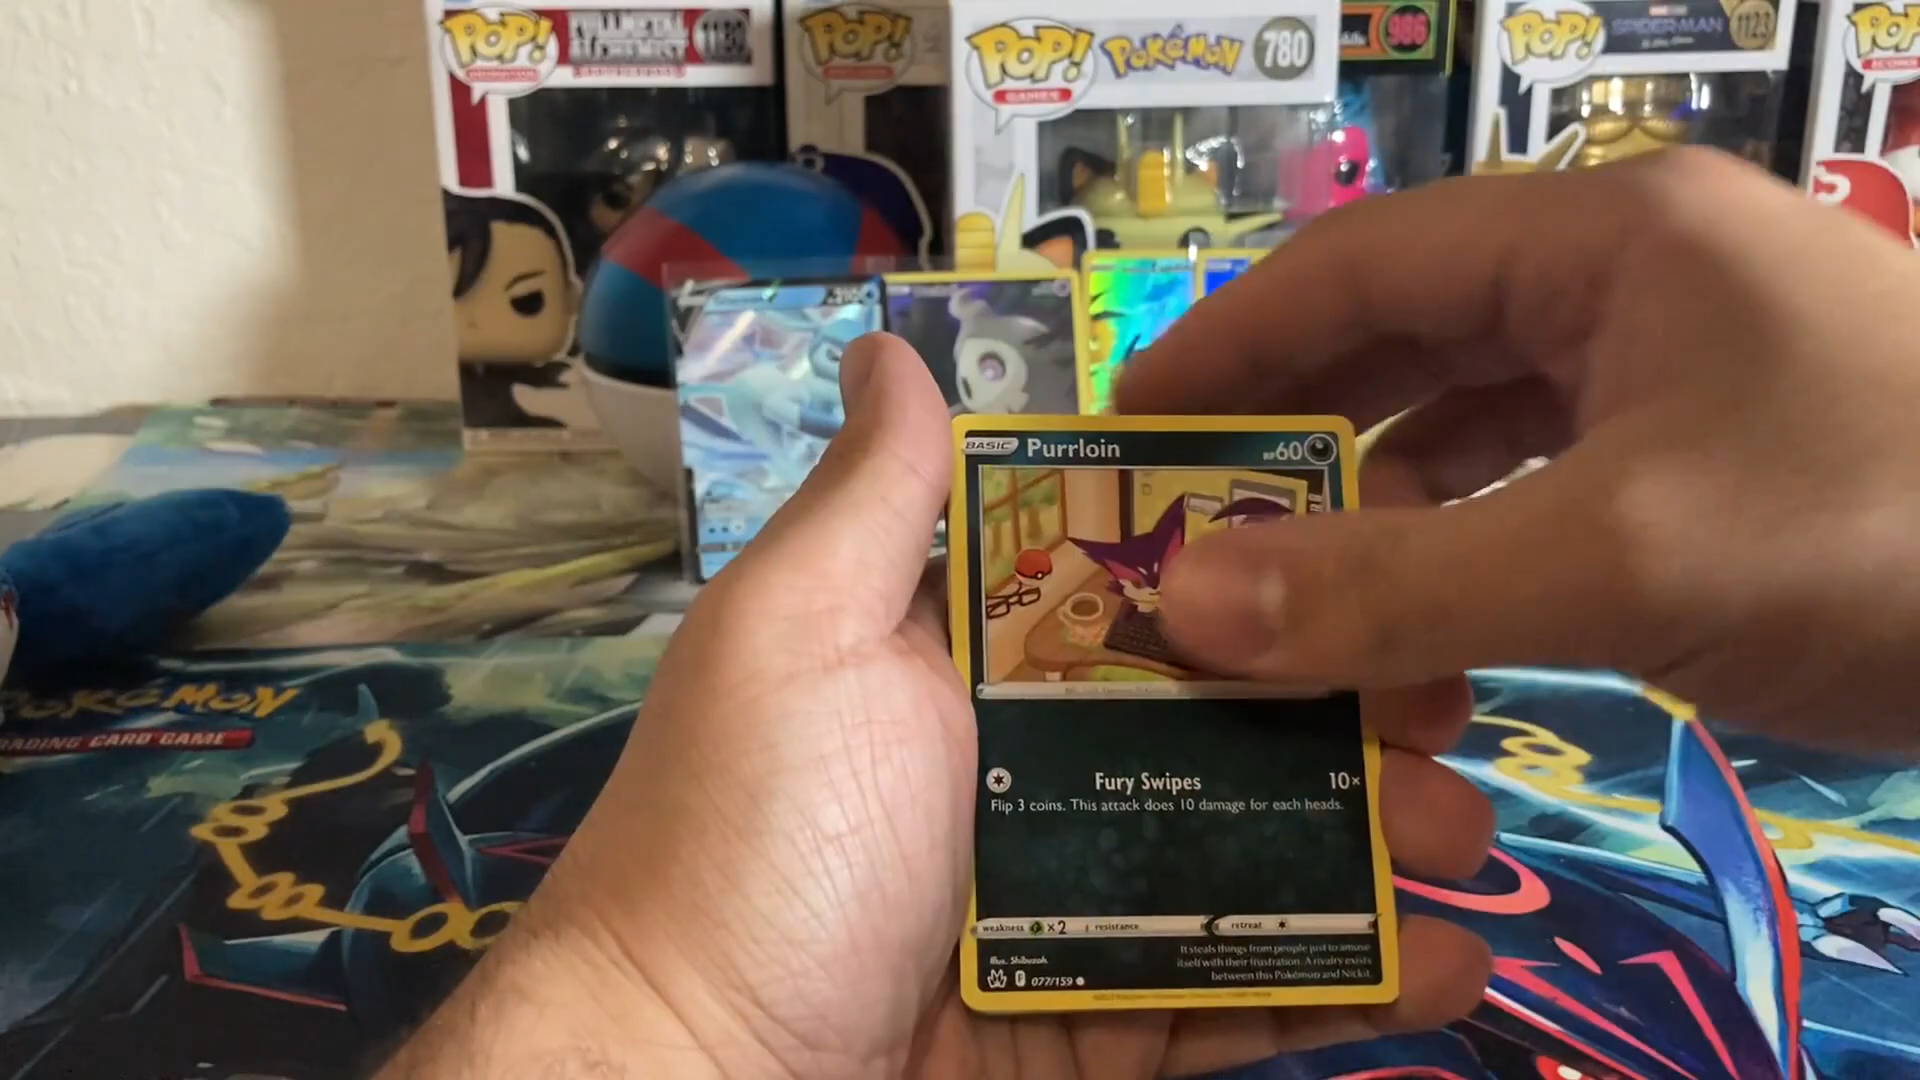 POP!
FULLMETAL
ALCHEMIST
POP!
POP!
GAMES
POKéMON
780
986
POP!
SPIDER-MAN
1123
POP!
ICONS
BASIC Purrloin HP60
Fury Swipes 10×
Flip 3 coins. This attack does 10 damage for each heads.
weakness ×2 resistance retreat
It steals things from people just to amuse
itself with their frustration. A rivalry exists
between this Pokémon and Nickit.
Illus. Shibuzoh.
F 077/159
POKéMON
TRADING CARD GAME